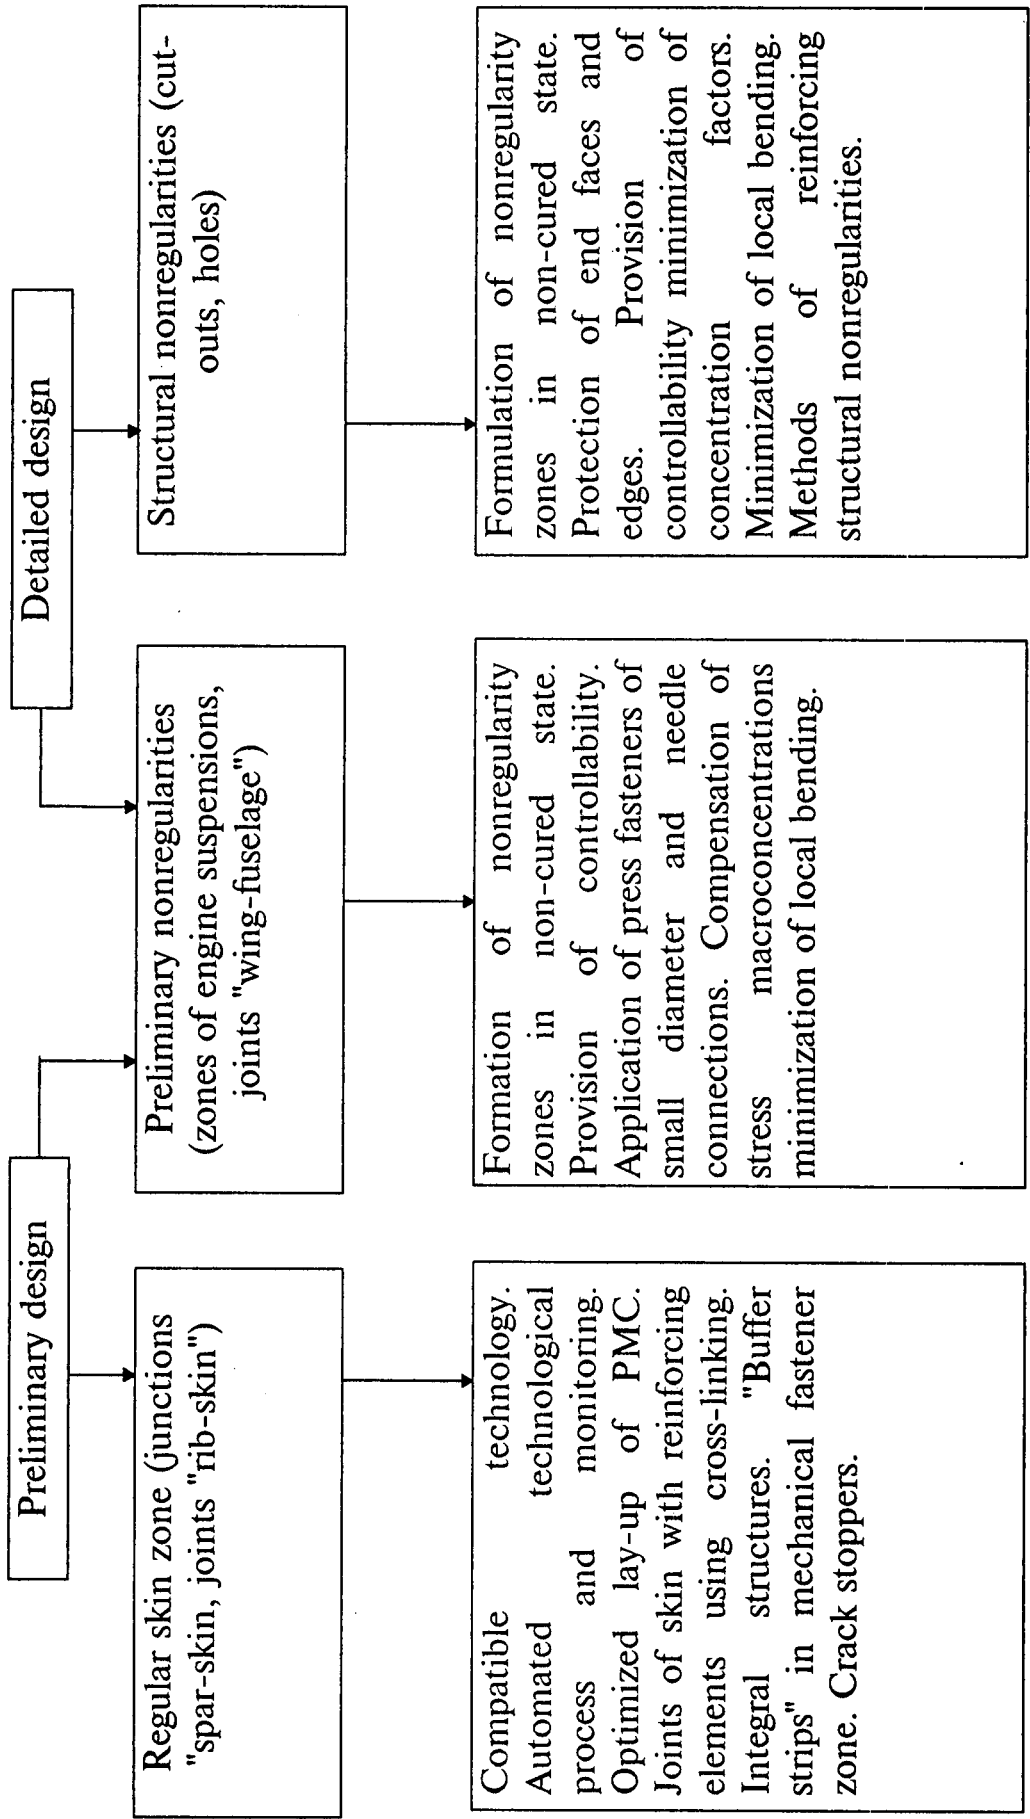 Preliminary design
Detailed design
Regular skin zone (junctions
"spar-skin, joints "rib-skin")
Preliminary nonregularities
(zones of engine suspensions,
joints "wing-fuselage")
Structural nonregularities (cut-
outs, holes)
Compatible technology.
Automated technological
process and monitoring.
Optimized lay-up of PMC.
Joints of skin with reinforcing
elements using cross-linking.
Integral structures. "Buffer
strips" in mechanical fastener
zone. Crack stoppers.
Formation of nonregularity
zones in non-cured state.
Provision of controllability.
Application of press fasteners of
small diameter and needle
connections. Compensation of
stress macroconcentrations
minimization of local bending.
Formulation of nonregularity
zones in non-cured state.
Protection of end faces and
edges. Provision of
controllability minimization of
concentration factors.
Minimization of local bending.
Methods of reinforcing
structural nonregularities.